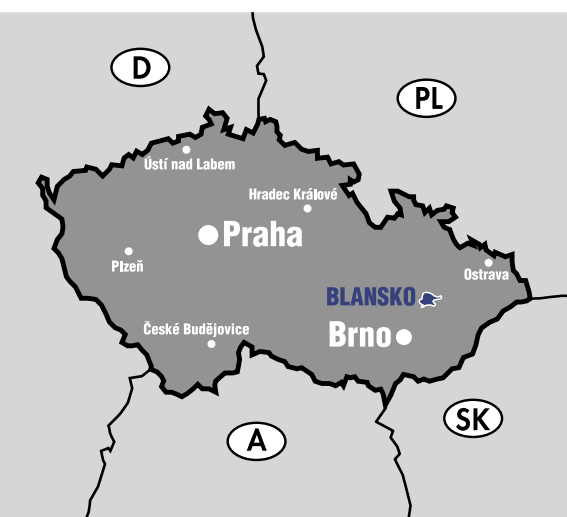 D
PL
Ústí nad Labem
Hradec Králové
Praha
Plzeň
Ostrava
BLANSKO
České Budějovice
Brno
A
SK